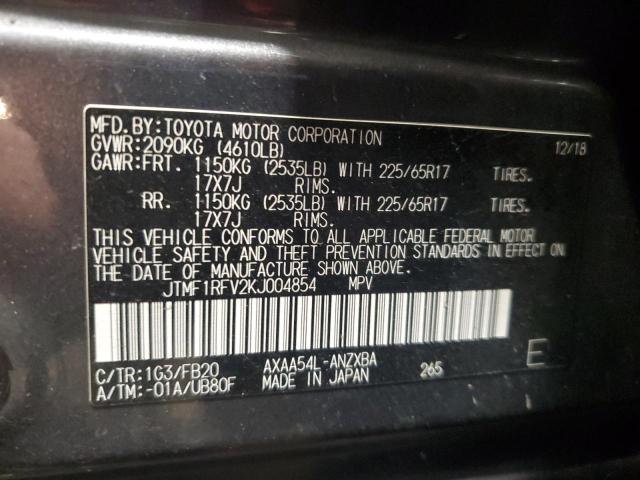 MFD.BY:TOYOTA MOTOR CORPORATION 12/18
GVWR:2090KG (4610LB)
GAWR:FRT. 1150KG (2535LB) WITH 225/65R17 TIRES.
17X7J RIMS.
RR. 1150KG (2535LB) WITH 225/65R17 TIRES.
17X7J RIMS.
THIS VEHICLE CONFORMS TO ALL APPLICABLE FEDERAL MOTOR
VEHICLE SAFETY AND THEFT PREVENTION STANDARDS IN EFFECT ON
THE DATE OF MANUFACTURE SHOWN ABOVE.
JTMF1RFV2KJ004854 MPV
C/TR:1G3/FB20 AXAA54L-ANZXBA 265 E
A/TM:-01A/UB80F MADE IN JAPAN